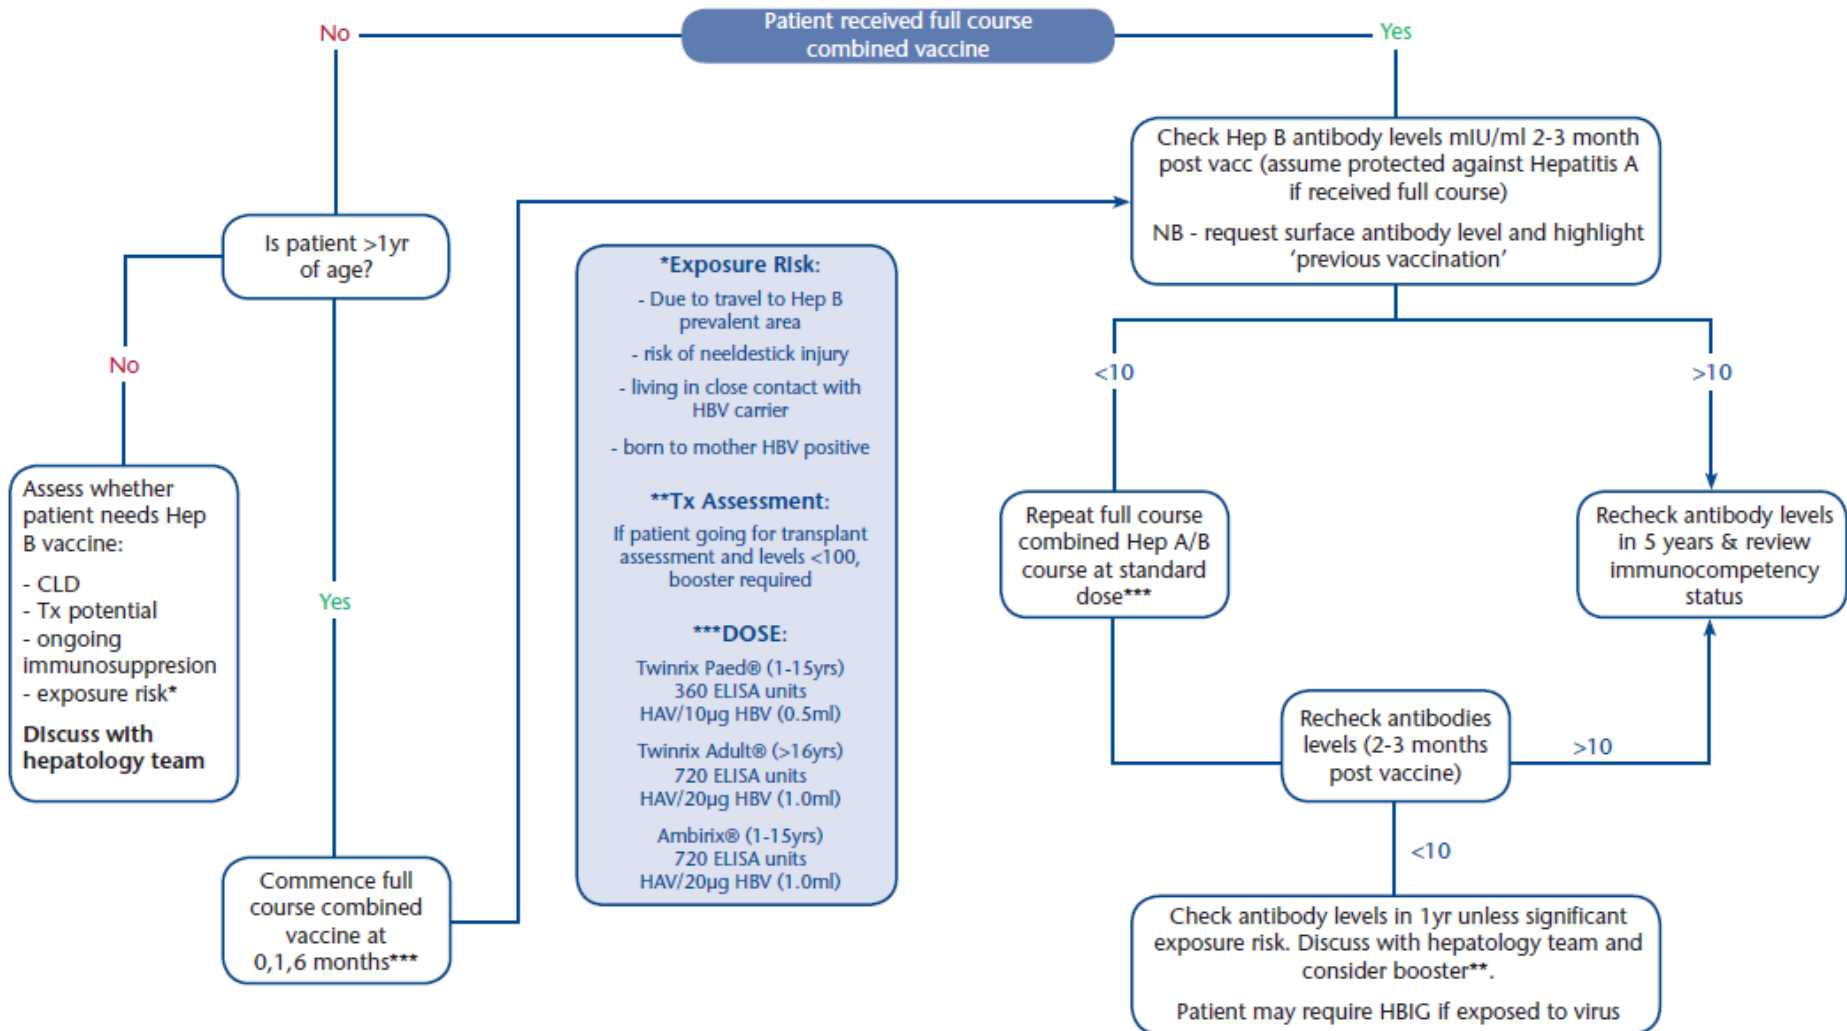 Patient received full course
combined vaccine
No
Yes
Check Hep B antibody levels mIU/ml 2-3 month
post vacc (assume protected against Hepatitis A
if received full course)
NB - request surface antibody level and highlight
‘previous vaccination’
Is patient >1yr
of age?
No
Yes
Assess whether
patient needs Hep
B vaccine:
- CLD
- Tx potential
- ongoing
immunosuppresion
- exposure risk*
Discuss with
hepatology team
Commence full
course combined
vaccine at
0,1,6 months***
*Exposure Risk:
- Due to travel to Hep B
prevalent area
- risk of neeldestick injury
- living in close contact with
HBV carrier
- born to mother HBV positive
**Tx Assessment:
If patient going for transplant
assessment and levels <100,
booster required
***DOSE:
Twinrix Paed® (1-15yrs)
360 ELISA units
HAV/10µg HBV (0.5ml)
Twinrix Adult® (>16yrs)
720 ELISA units
HAV/20µg HBV (1.0ml)
Ambirix® (1-15yrs)
720 ELISA units
HAV/20µg HBV (1.0ml)
<10
>10
Repeat full course
combined Hep A/B
course at standard
dose***
Recheck antibody levels
in 5 years & review
immunocompetency
status
Recheck antibodies
levels (2-3 months
post vaccine)
>10
<10
Check antibody levels in 1yr unless significant
exposure risk. Discuss with hepatology team and
consider booster**.
Patient may require HBIG if exposed to virus